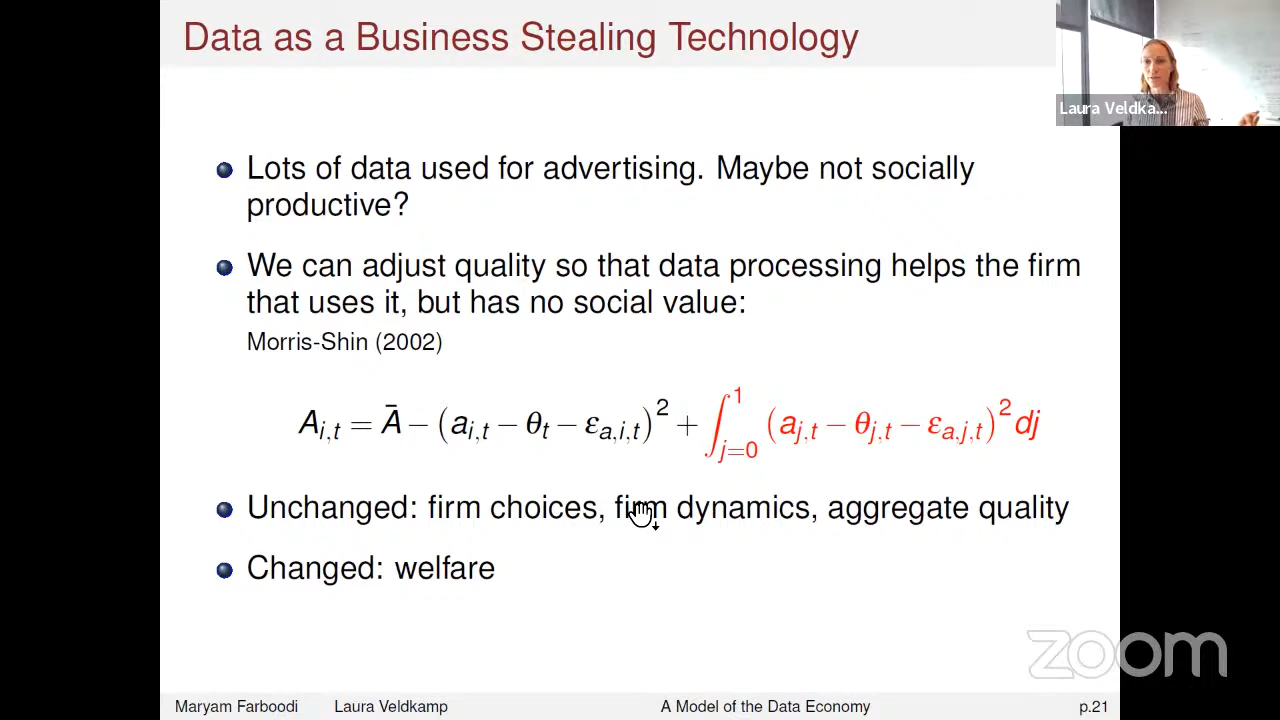 Data as a Business Stealing Technology
Laura Veldka...
Lots of data used for advertising. Maybe not socially
productive?
We can adjust quality so that data processing helps the firm
that uses it, but has no social value:
Morris-Shin (2002)
A_{i,t} = Ā − (a_{i,t} − θ_t − ε_{a,i,t})² + ∫_{j=0}^{1} (a_{j,t} − θ_{j,t} − ε_{a,j,t})² dj
Unchanged: firm choices, firm dynamics, aggregate quality
Changed: welfare
zoom
Maryam Farboodi Laura Veldkamp A Model of the Data Economy p.21